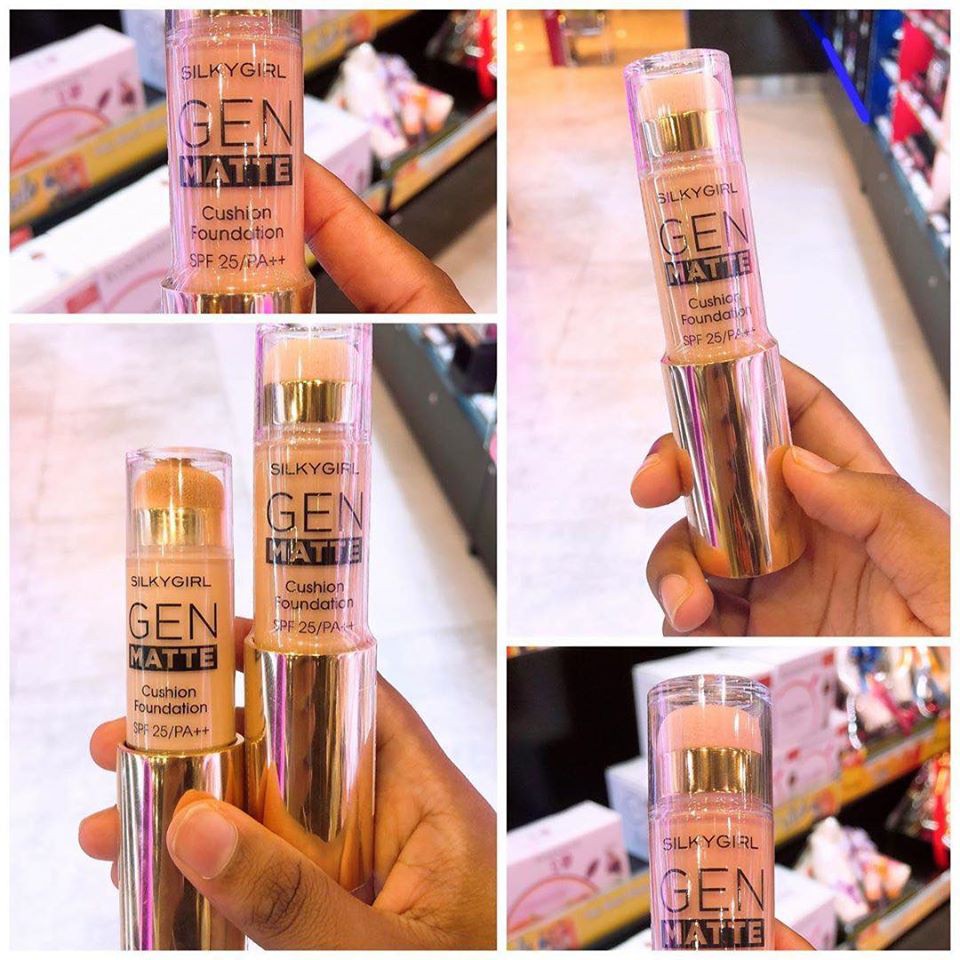 SILKYGIRL
GEN
MATTE
Cushion
Foundation
SPF 25/PA++
SILKYGIRL
GEN
MATTE
Cushion
Foundation
SPF 25/PA++
SILKYGIRL
GEN
MATTE
Cushion
Foundation
SPF 25/PA++
SILKYGIRL
GEN
MATTE
Cushion
Foundation
SPF 25/PA++
SILKYGIRL
GEN
MATTE